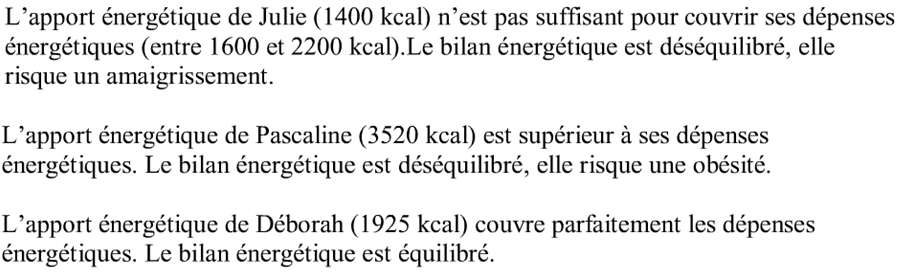 L’apport énergétique de Julie (1400 kcal) n’est pas suffisant pour couvrir ses dépenses
énergétiques (entre 1600 et 2200 kcal).Le bilan énergétique est déséquilibré, elle
risque un amaigrissement.
L’apport énergétique de Pascaline (3520 kcal) est supérieur à ses dépenses
énergétiques. Le bilan énergétique est déséquilibré, elle risque une obésité.
L’apport énergétique de Déborah (1925 kcal) couvre parfaitement les dépenses
énergétiques. Le bilan énergétique est équilibré.